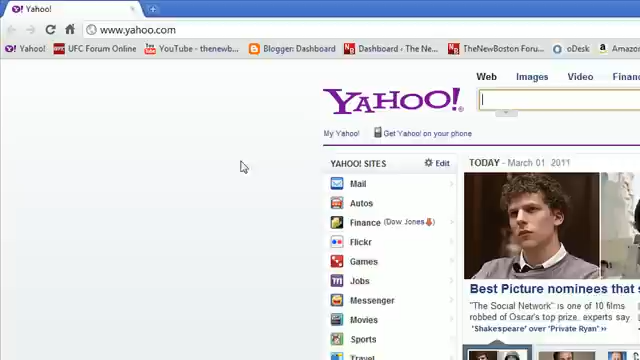 Yahoo!
www.yahoo.com
Yahoo! UFC Forum Online YouTube - thenewb... Blogger: Dashboard Dashboard ‹ The Ne... TheNewBoston Foru... oDesk Amazon
Web Images Video Finance
YAHOO!
My Yahoo! Get Yahoo! on your phone
YAHOO! SITES Edit
Mail
Autos
Finance (Dow Jones)
Flickr
Games
Jobs
Messenger
Movies
Sports
Travel
TODAY - March 01, 2011
Best Picture nominees that s
"The Social Network" is one of 10 films
robbed of Oscar's top prize, experts say.
'Shakespeare' over 'Private Ryan' »